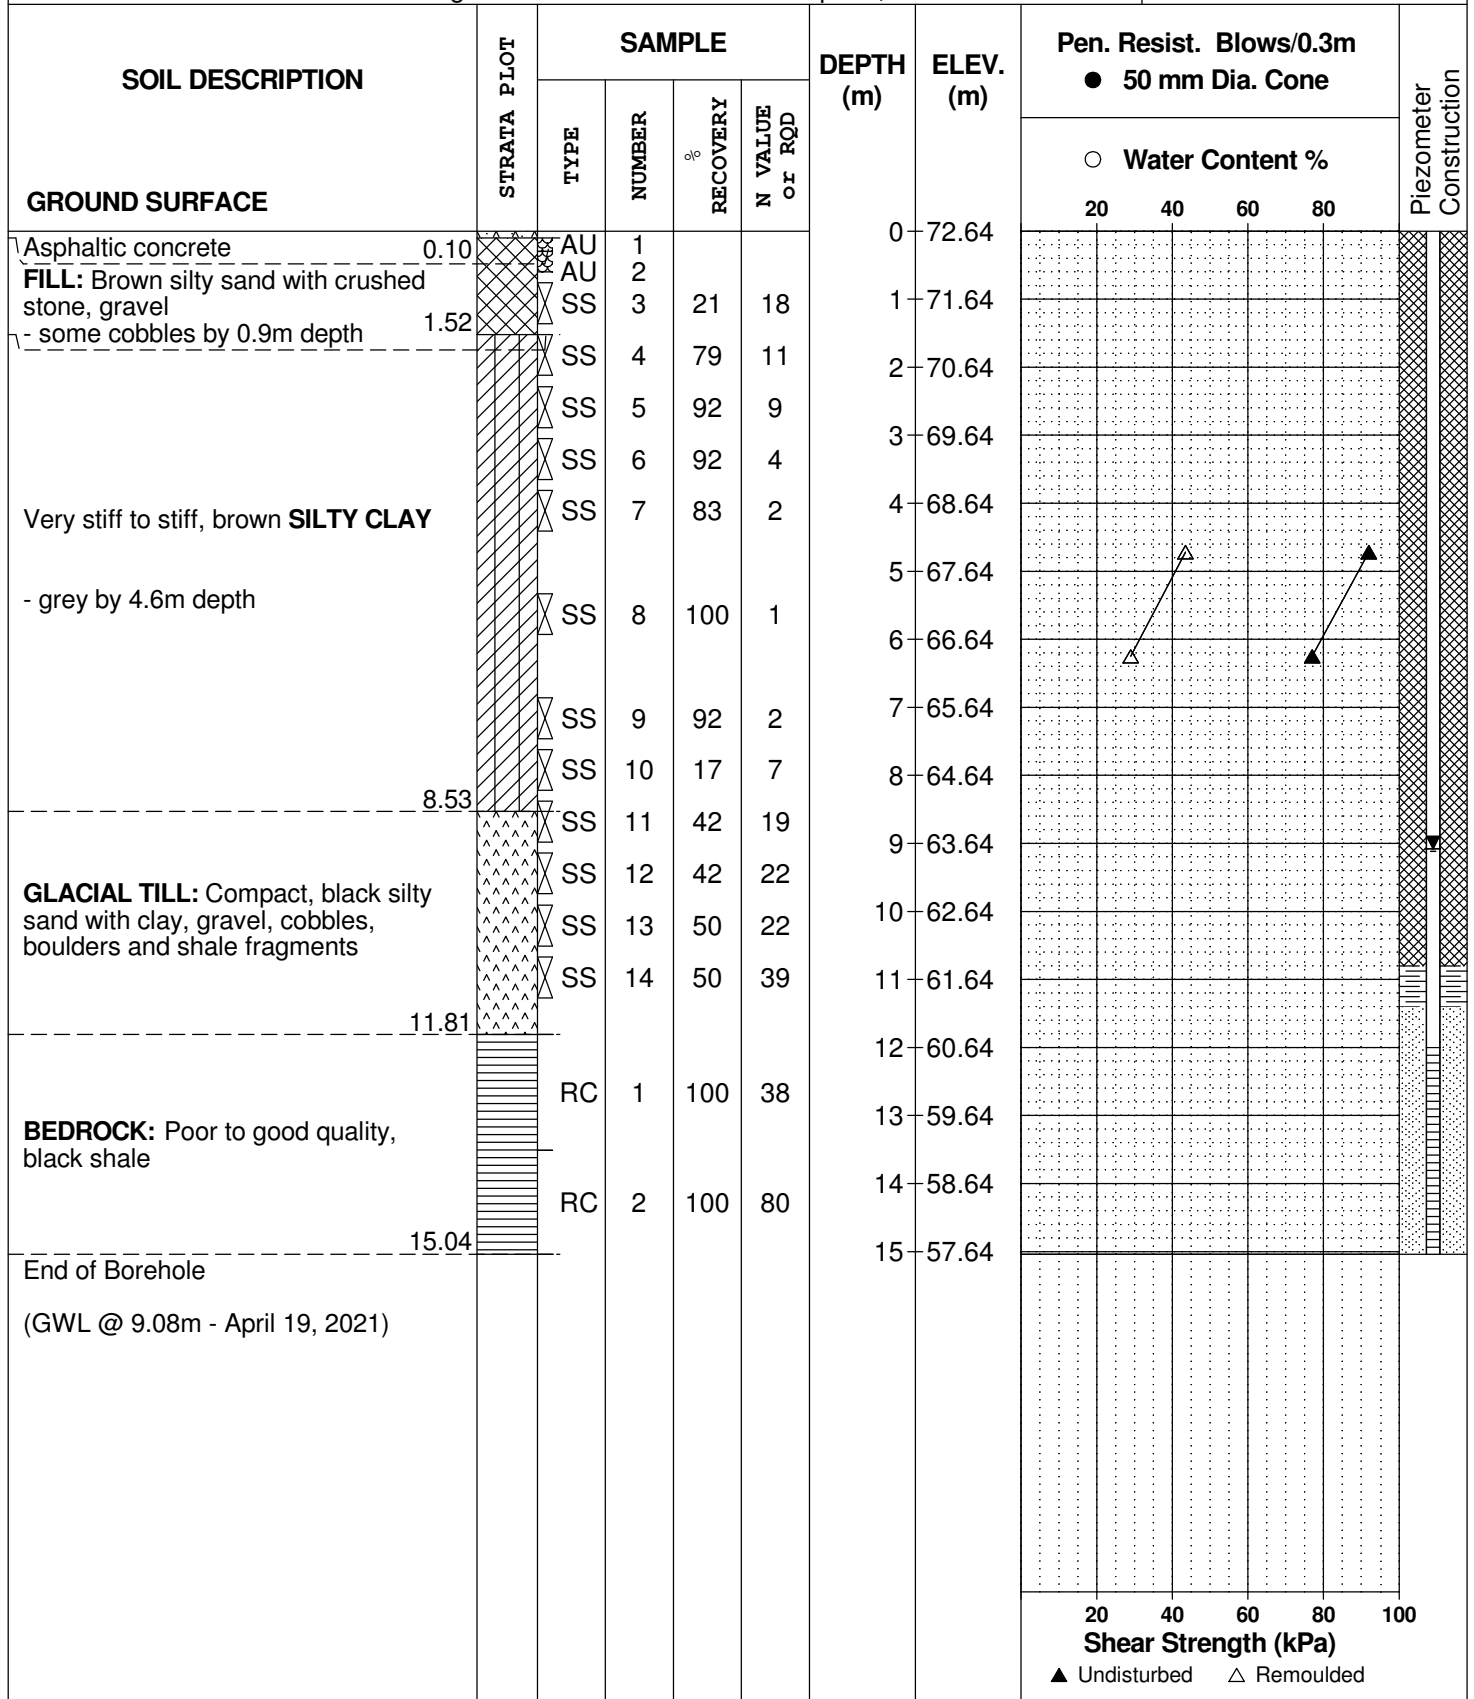 SOIL DESCRIPTION
GROUND SURFACE
STRATA PLOT
SAMPLE
TYPE
NUMBER
% RECOVERY
N VALUE or RQD
DEPTH (m)
ELEV. (m)
Pen. Resist. Blows/0.3m
● 50 mm Dia. Cone
○ Water Content %
20 40 60 80
Piezometer Construction
Asphaltic concrete 0.10
FILL: Brown silty sand with crushed
stone, gravel
- some cobbles by 0.9m depth 1.52
Very stiff to stiff, brown SILTY CLAY
- grey by 4.6m depth
8.53
GLACIAL TILL: Compact, black silty
sand with clay, gravel, cobbles,
boulders and shale fragments
11.81
BEDROCK: Poor to good quality,
black shale
15.04
End of Borehole
(GWL @ 9.08m - April 19, 2021)
AU 1
AU 2
SS 3 21 18
SS 4 79 11
SS 5 92 9
SS 6 92 4
SS 7 83 2
SS 8 100 1
SS 9 92 2
SS 10 17 7
SS 11 42 19
SS 12 42 22
SS 13 50 22
SS 14 50 39
RC 1 100 38
RC 2 100 80
0 72.64
1 71.64
2 70.64
3 69.64
4 68.64
5 67.64
6 66.64
7 65.64
8 64.64
9 63.64
10 62.64
11 61.64
12 60.64
13 59.64
14 58.64
15 57.64
20 40 60 80 100
Shear Strength (kPa)
▲ Undisturbed △ Remoulded